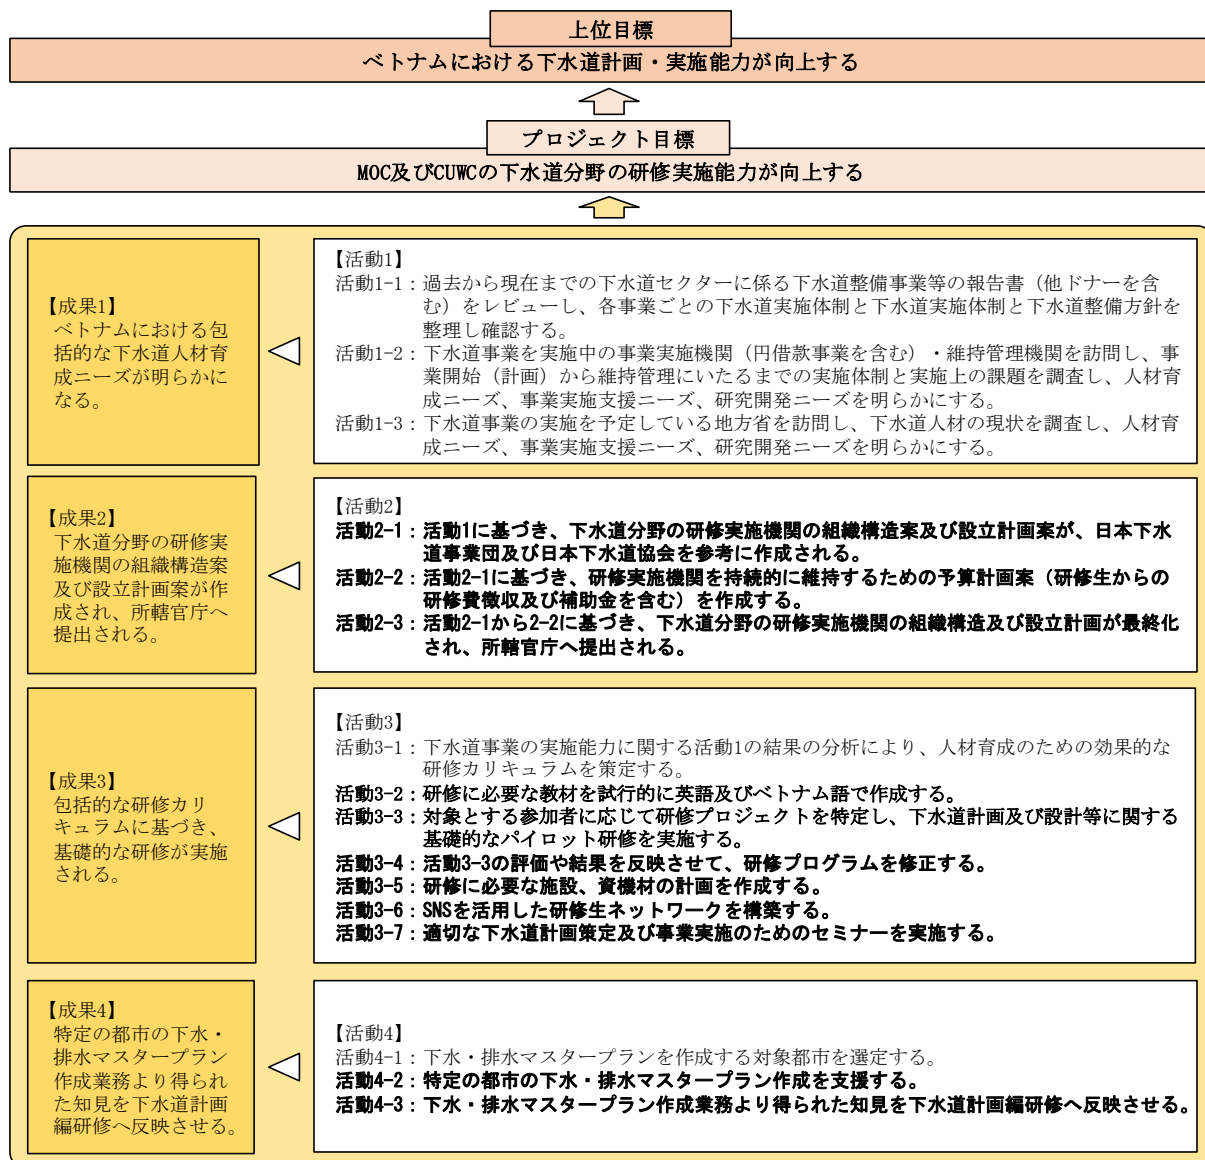 上位目標
ベトナムにおける下水道計画・実施能力が向上する
プロジェクト目標
MOC及びCUWCの下水道分野の研修実施能力が向上する
【成果1】
ベトナムにおける包
括的な下水道人材育
成ニーズが明らかに
なる。
【活動1】
活動1-1：過去から現在までの下水道セクターに係る下水道整備事業等の報告書（他ドナーを含
む）をレビューし、各事業ごとの下水道実施体制と下水道実施体制と下水道整備方針を
整理し確認する。
活動1-2：下水道事業を実施中の事業実施機関（円借款事業を含む）・維持管理機関を訪問し、事
業開始（計画）から維持管理にいたるまでの実施体制と実施上の課題を調査し、人材育
成ニーズ、事業実施支援ニーズ、研究開発ニーズを明らかにする。
活動1-3：下水道事業の実施を予定している地方省を訪問し、下水道人材の現状を調査し、人材育
成ニーズ、事業実施支援ニーズ、研究開発ニーズを明らかにする。
【成果2】
下水道分野の研修実
施機関の組織構造案
及び設立計画案が作
成され、所轄官庁へ
提出される。
【活動2】
活動2-1：活動1に基づき、下水道分野の研修実施機関の組織構造案及び設立計画案が、日本下水
道事業団及び日本下水道協会を参考に作成される。
活動2-2：活動2-1に基づき、研修実施機関を持続的に維持するための予算計画案（研修生からの
研修費徴収及び補助金を含む）を作成する。
活動2-3：活動2-1から2-2に基づき、下水道分野の研修実施機関の組織構造及び設立計画が最終化
され、所轄官庁へ提出される。
【成果3】
包括的な研修カリ
キュラムに基づき、
基礎的な研修が実施
される。
【活動3】
活動3-1：下水道事業の実施能力に関する活動1の結果の分析により、人材育成のための効果的な
研修カリキュラムを策定する。
活動3-2：研修に必要な教材を試行的に英語及びベトナム語で作成する。
活動3-3：対象とする参加者に応じて研修プロジェクトを特定し、下水道計画及び設計等に関する
基礎的なパイロット研修を実施する。
活動3-4：活動3-3の評価や結果を反映させて、研修プログラムを修正する。
活動3-5：研修に必要な施設、資機材の計画を作成する。
活動3-6：SNSを活用した研修生ネットワークを構築する。
活動3-7：適切な下水道計画策定及び事業実施のためのセミナーを実施する。
【成果4】
特定の都市の下水・
排水マスタープラン
作成業務より得られ
た知見を下水道計画
編研修へ反映させる。
【活動4】
活動4-1：下水・排水マスタープランを作成する対象都市を選定する。
活動4-2：特定の都市の下水・排水マスタープラン作成を支援する。
活動4-3：下水・排水マスタープラン作成業務より得られた知見を下水道計画編研修へ反映させる。